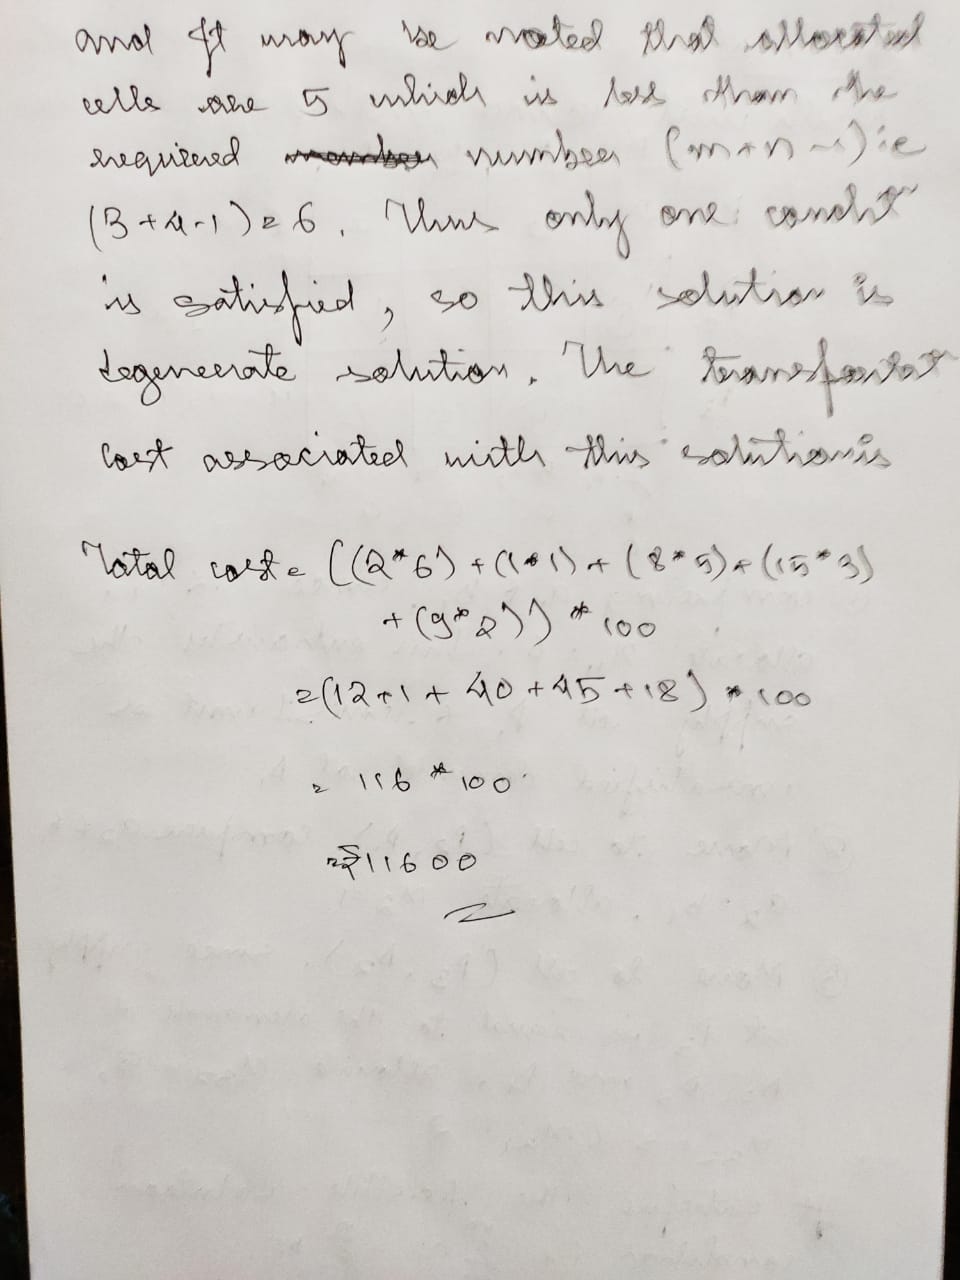 and It may be noted that allocated
cells are 5 which is less than the
required number (m+n-1) ie
(3+4-1)=6. Thus only one condit
is satisfied, so this solution is
degenerate solution. The transportat
cost associated with this solution is
Total cost = ((2*6) + (1*1) + (8*5) + (15*3)
+ (9*2)) * 100
=(12+1+40+45+18) * 100
= 116 * 100
=₹11600